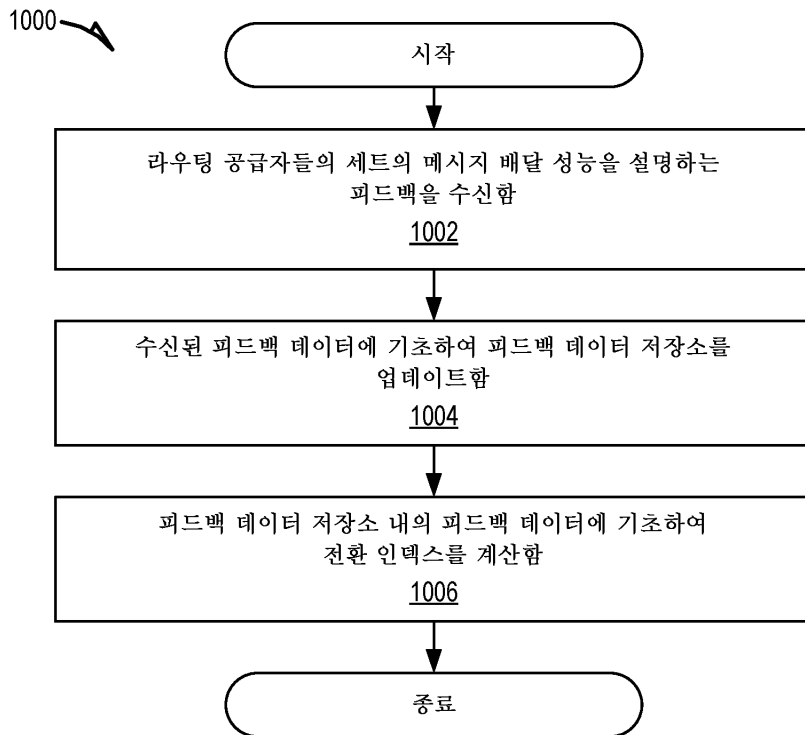 1000
시작
라우팅 공급자들의 세트의 메시지 배달 성능을 설명하는
피드백을 수신함
1002
수신된 피드백 데이터에 기초하여 피드백 데이터 저장소를
업데이트함
1004
피드백 데이터 저장소 내의 피드백 데이터에 기초하여
전환 인덱스를 계산함
1006
종료